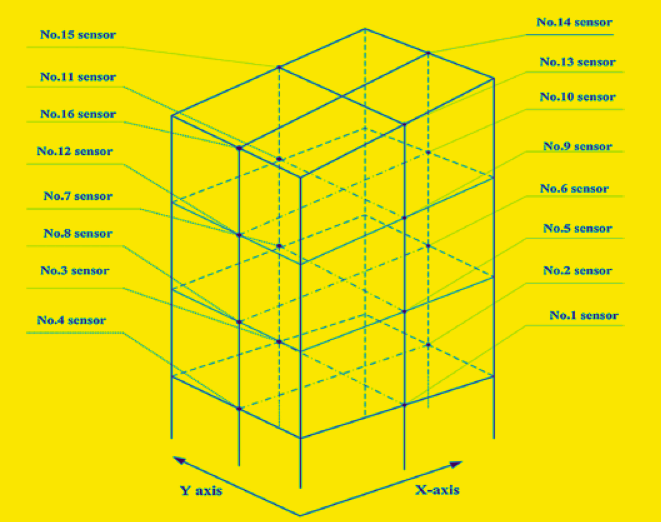 No.15 sensor
No.14 sensor
No.11 sensor
No.13 sensor
No.16 sensor
No.10 sensor
No.12 sensor
No.9 sensor
No.7 sensor
No.6 sensor
No.8 sensor
No.5 sensor
No.3 sensor
No.2 sensor
No.4 sensor
No.1 sensor
Y axis
X-axis